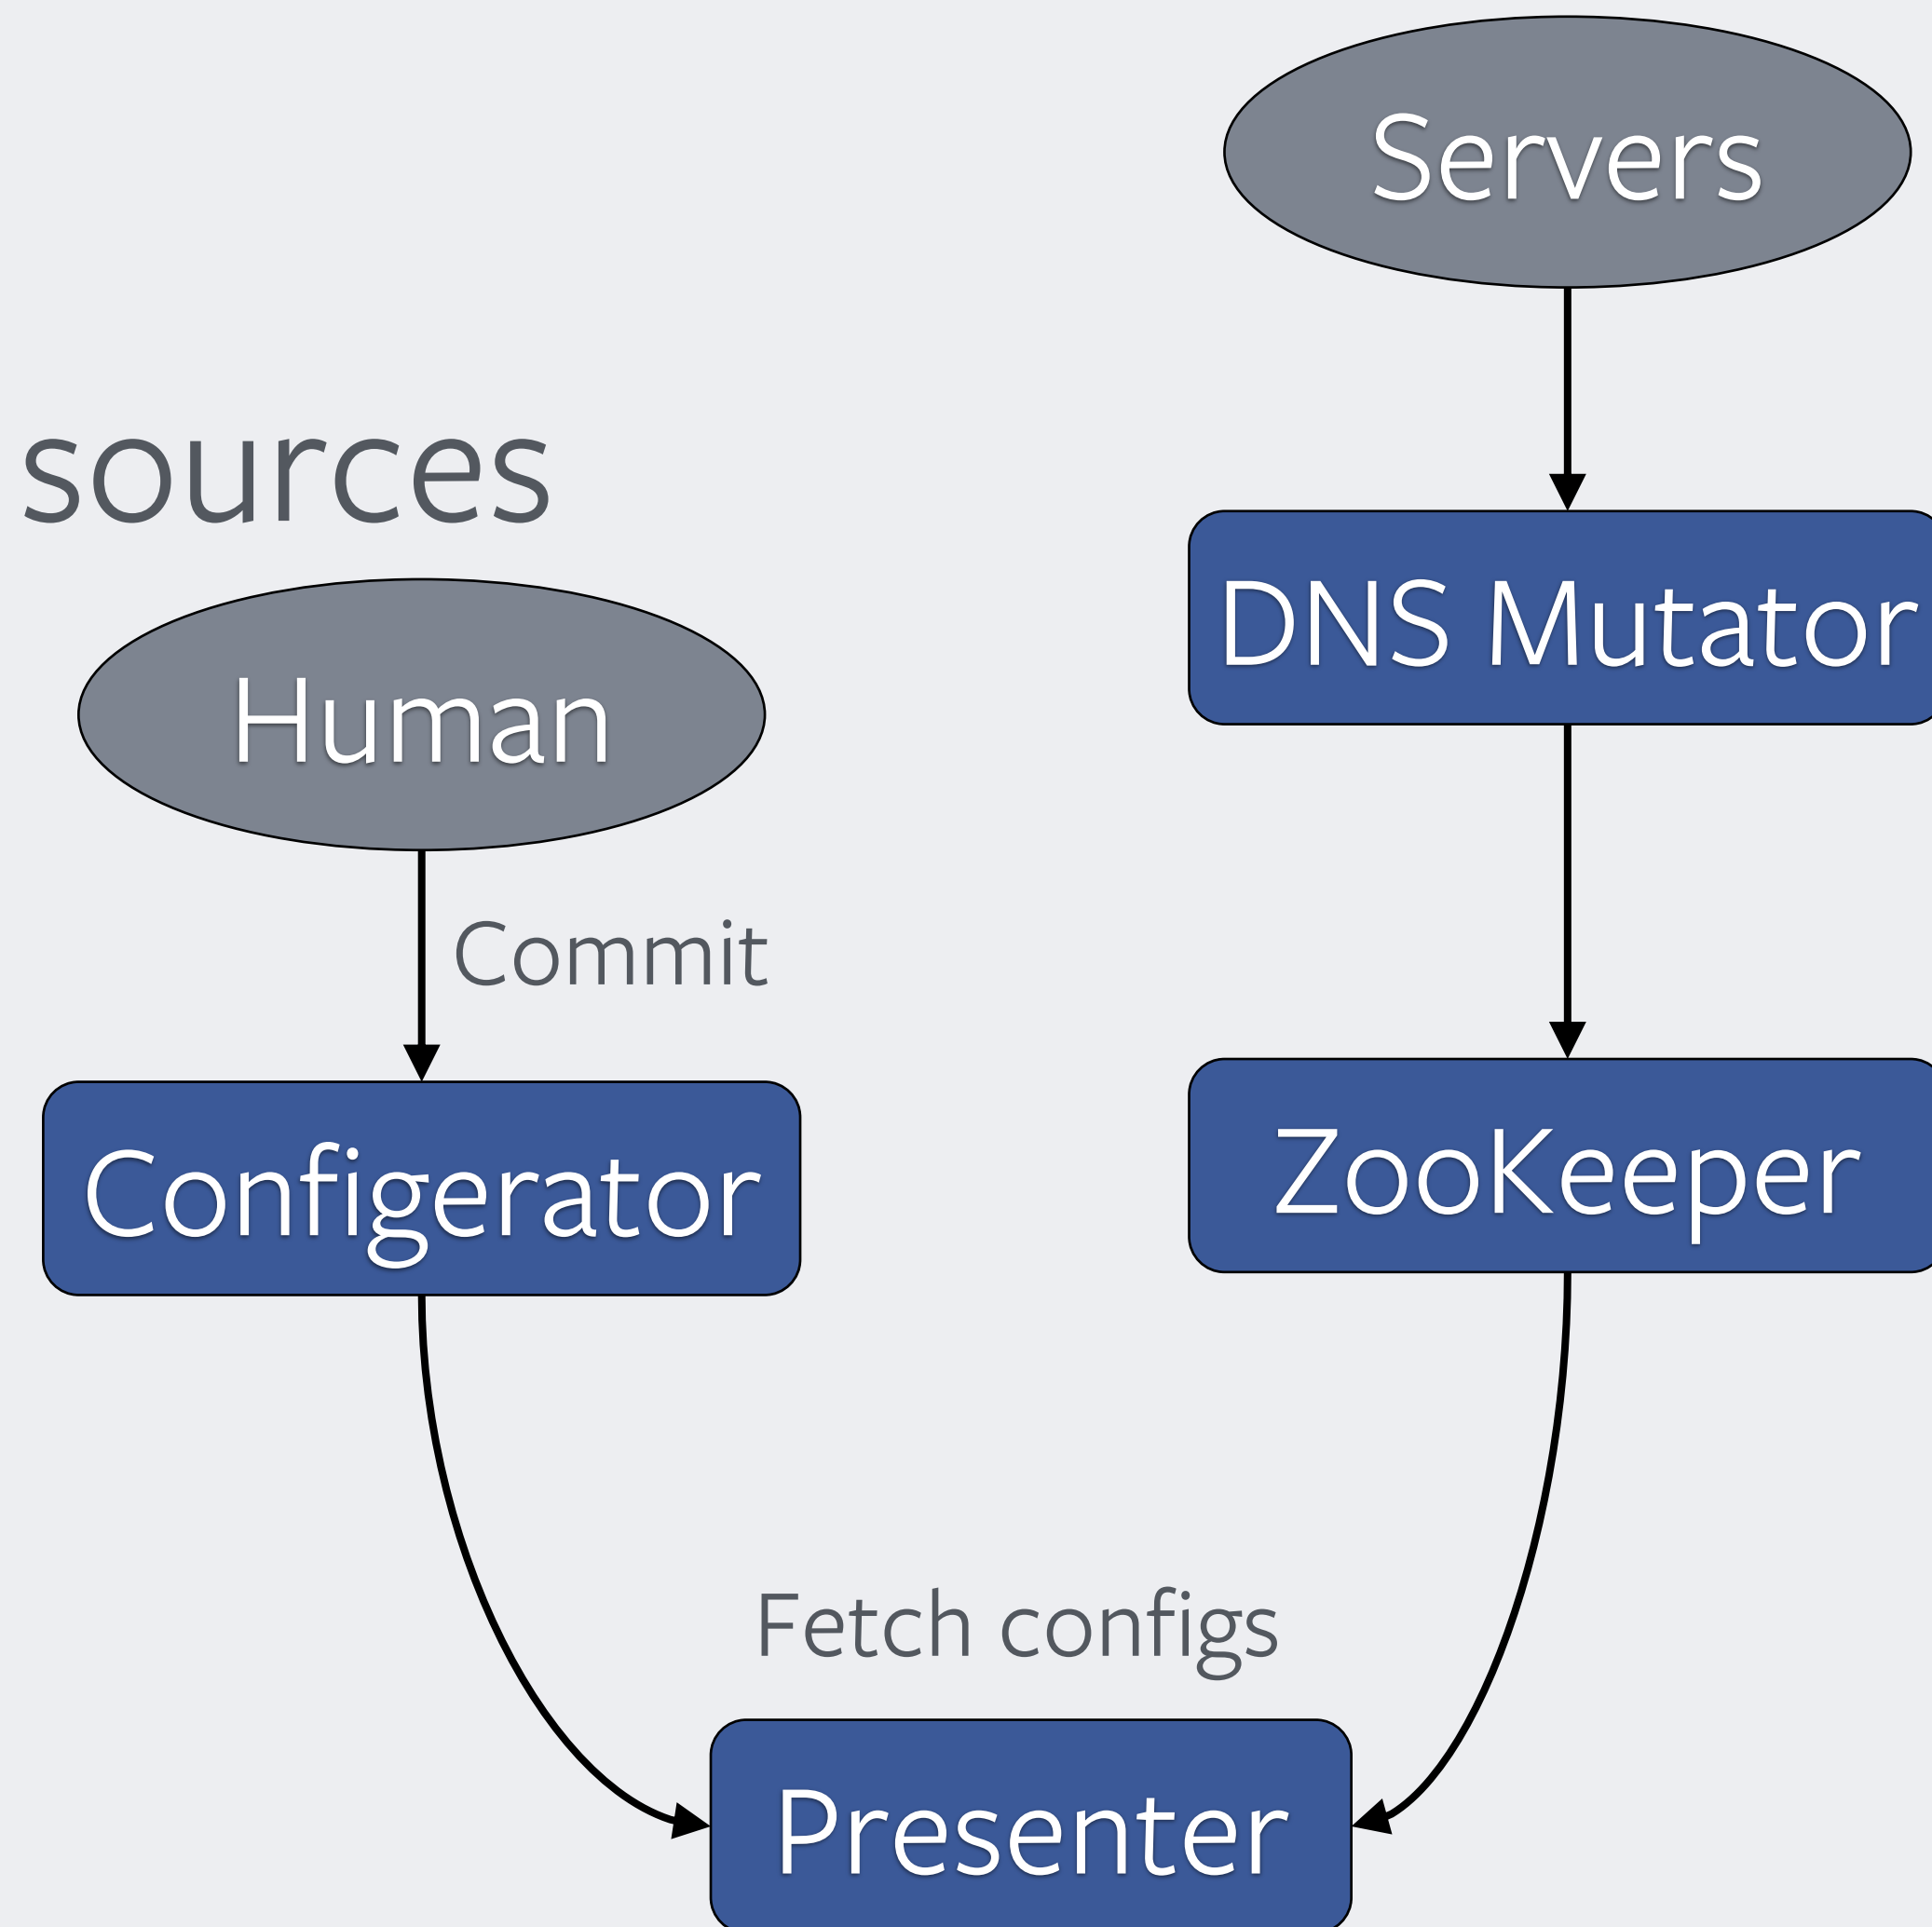 Servers
sources
DNS Mutator
Human
Commit
Configerator
ZooKeeper
Fetch configs
Presenter